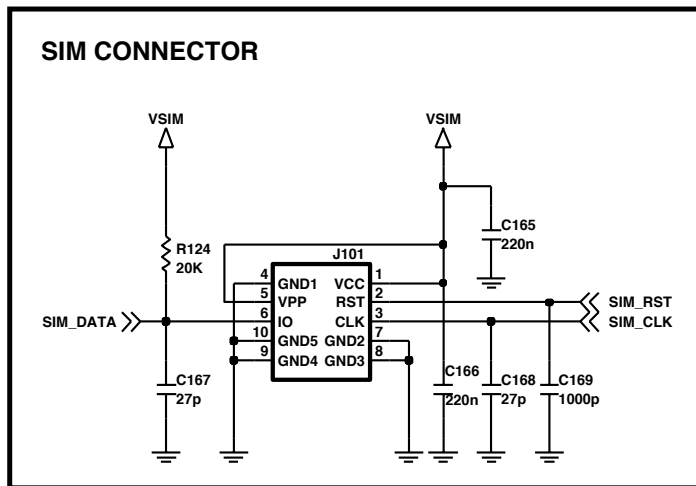 SIM CONNECTOR
VSIM
VSIM
C165
220n
R124
20K
J101
4 GND1 VCC 1
5 VPP RST 2 SIM_RST
SIM_DATA 6 IO CLK 3 SIM_CLK
10 GND5 GND2 7
9 GND4 GND3 8
C167
27p
C166
220n
C168
27p
C169
1000p